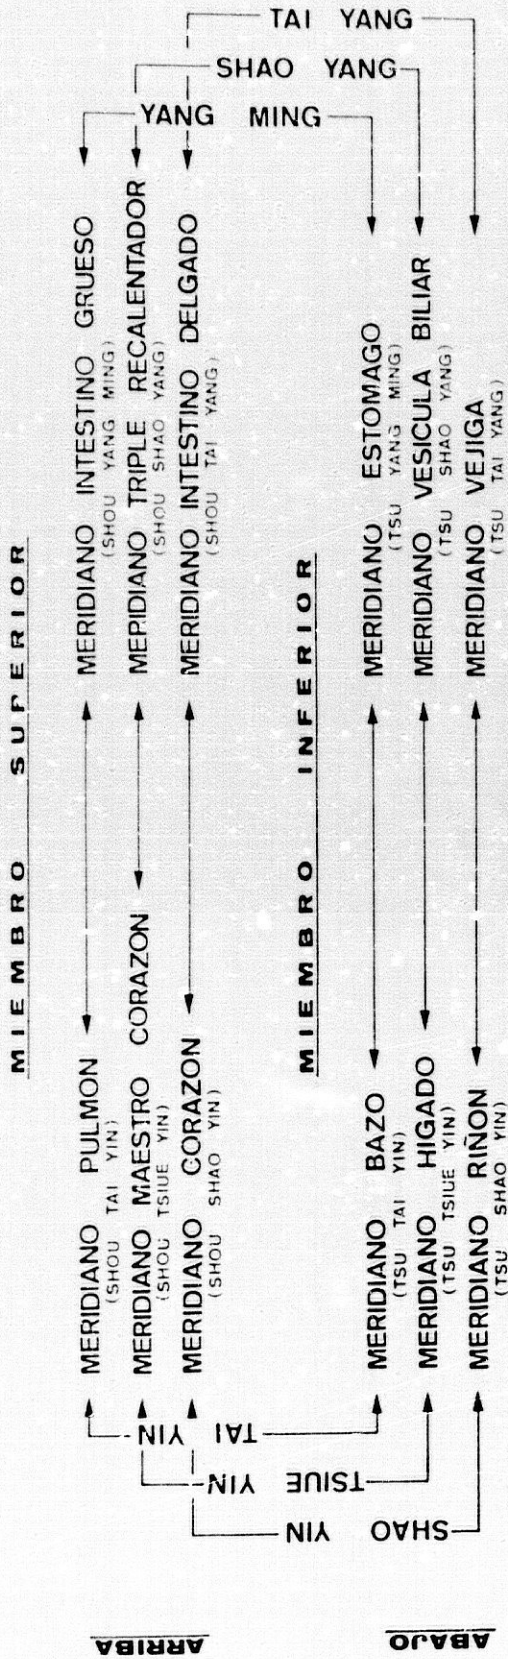 MIEMBRO SUPERIOR
ARRIBA
MERIDIANO PULMON
(SHOU TAI YIN)
MERIDIANO INTESTINO GRUESO
(SHOU YANG MING)
MERIDIANO MAESTRO CORAZON
(SHOU TSIUE YIN)
MEPIDIANO TRIPLE RECALENTADOR
(SHOU SHAO YANG)
MERIDIANO CORAZON
(SHOU SHAO YIN)
MERIDIANO INTESTINO DELGADO
(SHOU TAI YANG)
TAI YIN
TSIUE YIN
SHAO YIN
YANG MING
SHAO YANG
TAI YANG
MIEMBRO INFERIOR
ABAJO
MERIDIANO BAZO
(TSU TAI YIN)
MERIDIANO ESTOMAGO
(TSU YANG MING)
MERIDIANO HIGADO
(TSU TSIUE YIN)
MERIDIANO VESICULA BILIAR
(TSU SHAO YANG)
MERIDIANO RIÑON
(TSU SHAO YIN)
MERIDIANO VEJIGA
(TSU TAI YANG)